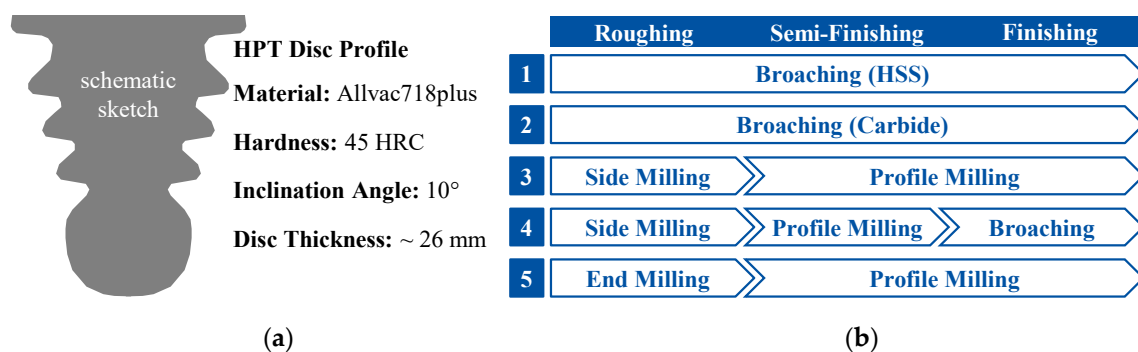 schematic
sketch
HPT Disc Profile
Material: Allvac718plus
Hardness: 45 HRC
Inclination Angle: 10°
Disc Thickness: ~ 26 mm
(a)
Roughing Semi-Finishing Finishing
1 Broaching (HSS)
2 Broaching (Carbide)
3 Side Milling Profile Milling
4 Side Milling Profile Milling Broaching
5 End Milling Profile Milling
(b)